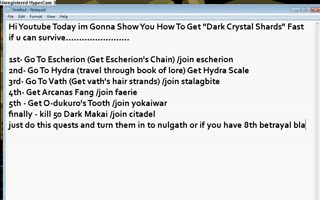 Unregistered HyperCam 3
Untitled - Notepad
File Edit Format View Help
Hi Youtube Today im Gonna Show You How To Get "Dark Crystal Shards" Fast
if u can survive........................
1st- Go To Escherion (Get Escherion's Chain) /join escherion
2nd- Go To Hydra (travel through book of lore) Get Hydra Scale
3rd- Go To Vath (Get vath's hair strands) /join stalagbite
4th- Get Arcanas Fang /join faerie
5th - Get O-dukuro's Tooth /join yokaiwar
finally - kill 50 Dark Makai /join citadel
just do this quests and turn them in to nulgath or if you have 8th betrayal bla